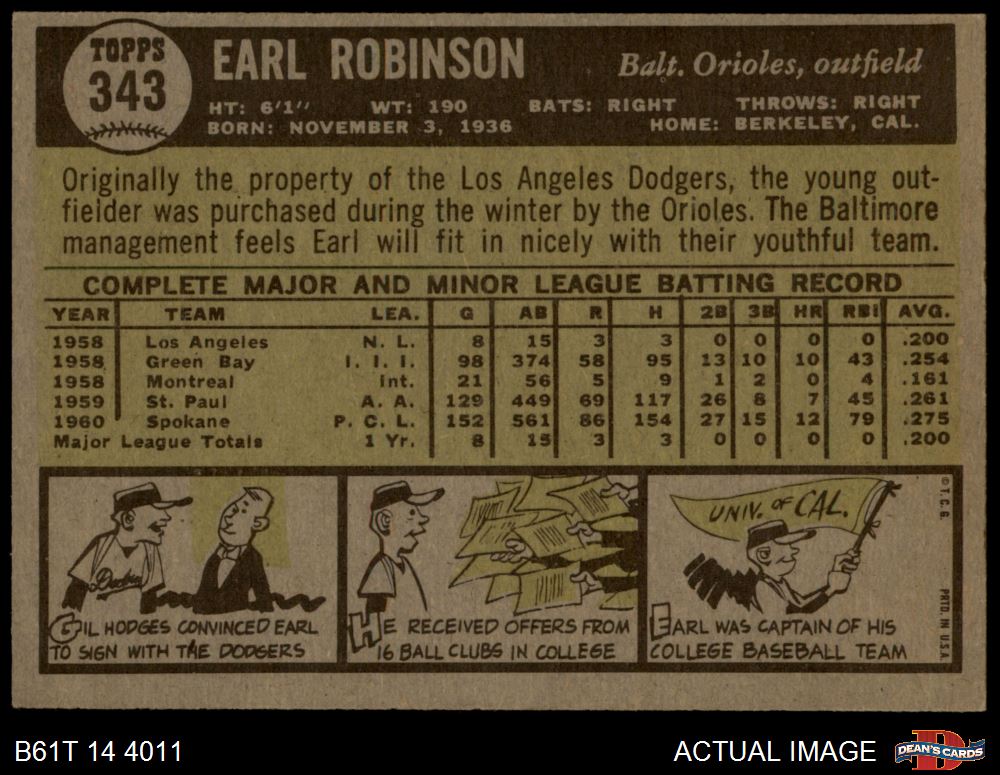 TOPPS
343
EARL ROBINSON
Balt. Orioles, outfield
HT: 6'1" WT: 190 BATS: RIGHT THROWS: RIGHT
BORN: NOVEMBER 3, 1936 HOME: BERKELEY, CAL.
Originally the property of the Los Angeles Dodgers, the young out-
fielder was purchased during the winter by the Orioles. The Baltimore
management feels Earl will fit in nicely with their youthful team.
COMPLETE MAJOR AND MINOR LEAGUE BATTING RECORD
YEAR TEAM LEA. G AB R H 2B 3B HR RBI AVG.
1958 Los Angeles N. L. 8 15 3 3 0 0 0 0 .200
1958 Green Bay I. I. I. 98 374 58 95 13 10 10 43 .254
1958 Montreal Int. 21 56 5 9 1 2 0 4 .161
1959 St. Paul A. A. 129 449 69 117 26 8 7 45 .261
1960 Spokane P. C. L. 152 561 86 154 27 15 12 79 .275
Major League Totals 1 Yr. 8 15 3 3 0 0 0 0 .200
Dodgers
GIL HODGES CONVINCED EARL
TO SIGN WITH THE DODGERS
HE RECEIVED OFFERS FROM
16 BALL CLUBS IN COLLEGE
UNIV. OF CAL.
EARL WAS CAPTAIN OF HIS
COLLEGE BASEBALL TEAM
© T. C. G.
PRTD. IN U.S.A.
B61T 14 4011
ACTUAL IMAGE
DEAN'S CARDS